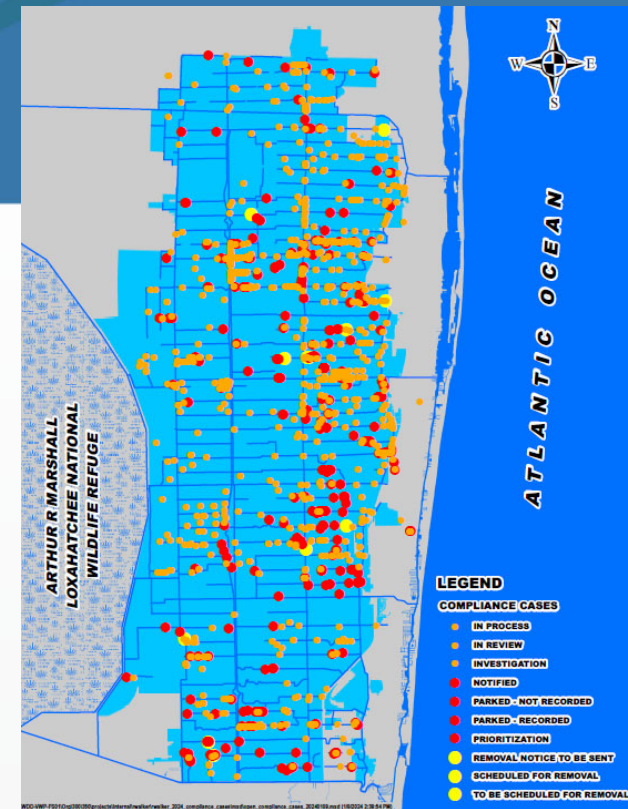 N
W E
S
ATLANTIC OCEAN
ARTHUR R MARSHALL
LOXAHATCHEE NATIONAL
WILDLIFE REFUGE
LEGEND
COMPLIANCE CASES
IN PROCESS
IN REVIEW
INVESTIGATION
NOTIFIED
PARKED - NOT RECORDED
PARKED - RECORDED
PRIORITIZATION
REMOVAL NOTICE TO BE SENT
SCHEDULED FOR REMOVAL
TO BE SCHEDULED FOR REMOVAL